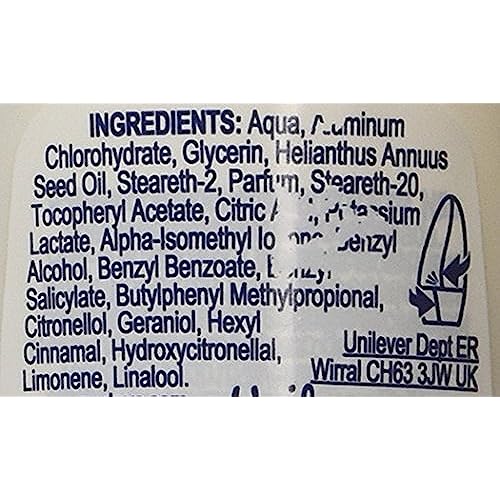 INGREDIENTS: Aqua,
Chlorohydrate, Glycerin, Helianthus Annuus
Seed Oil, Steareth-2, Parfum, Steareth-20,
Tocopheryl Acetate, Citric
Lactate, Alpha-Isomethyl
Alcohol, Benzyl Benzoate,
Salicylate, Butylphenyl Methylpropional,
Citronellol, Geraniol, Hexyl
Cinnamal, Hydroxycitronellal,
Limonene, Linalool.
Unilever Dept ER
Wirral CH63 3JW UK